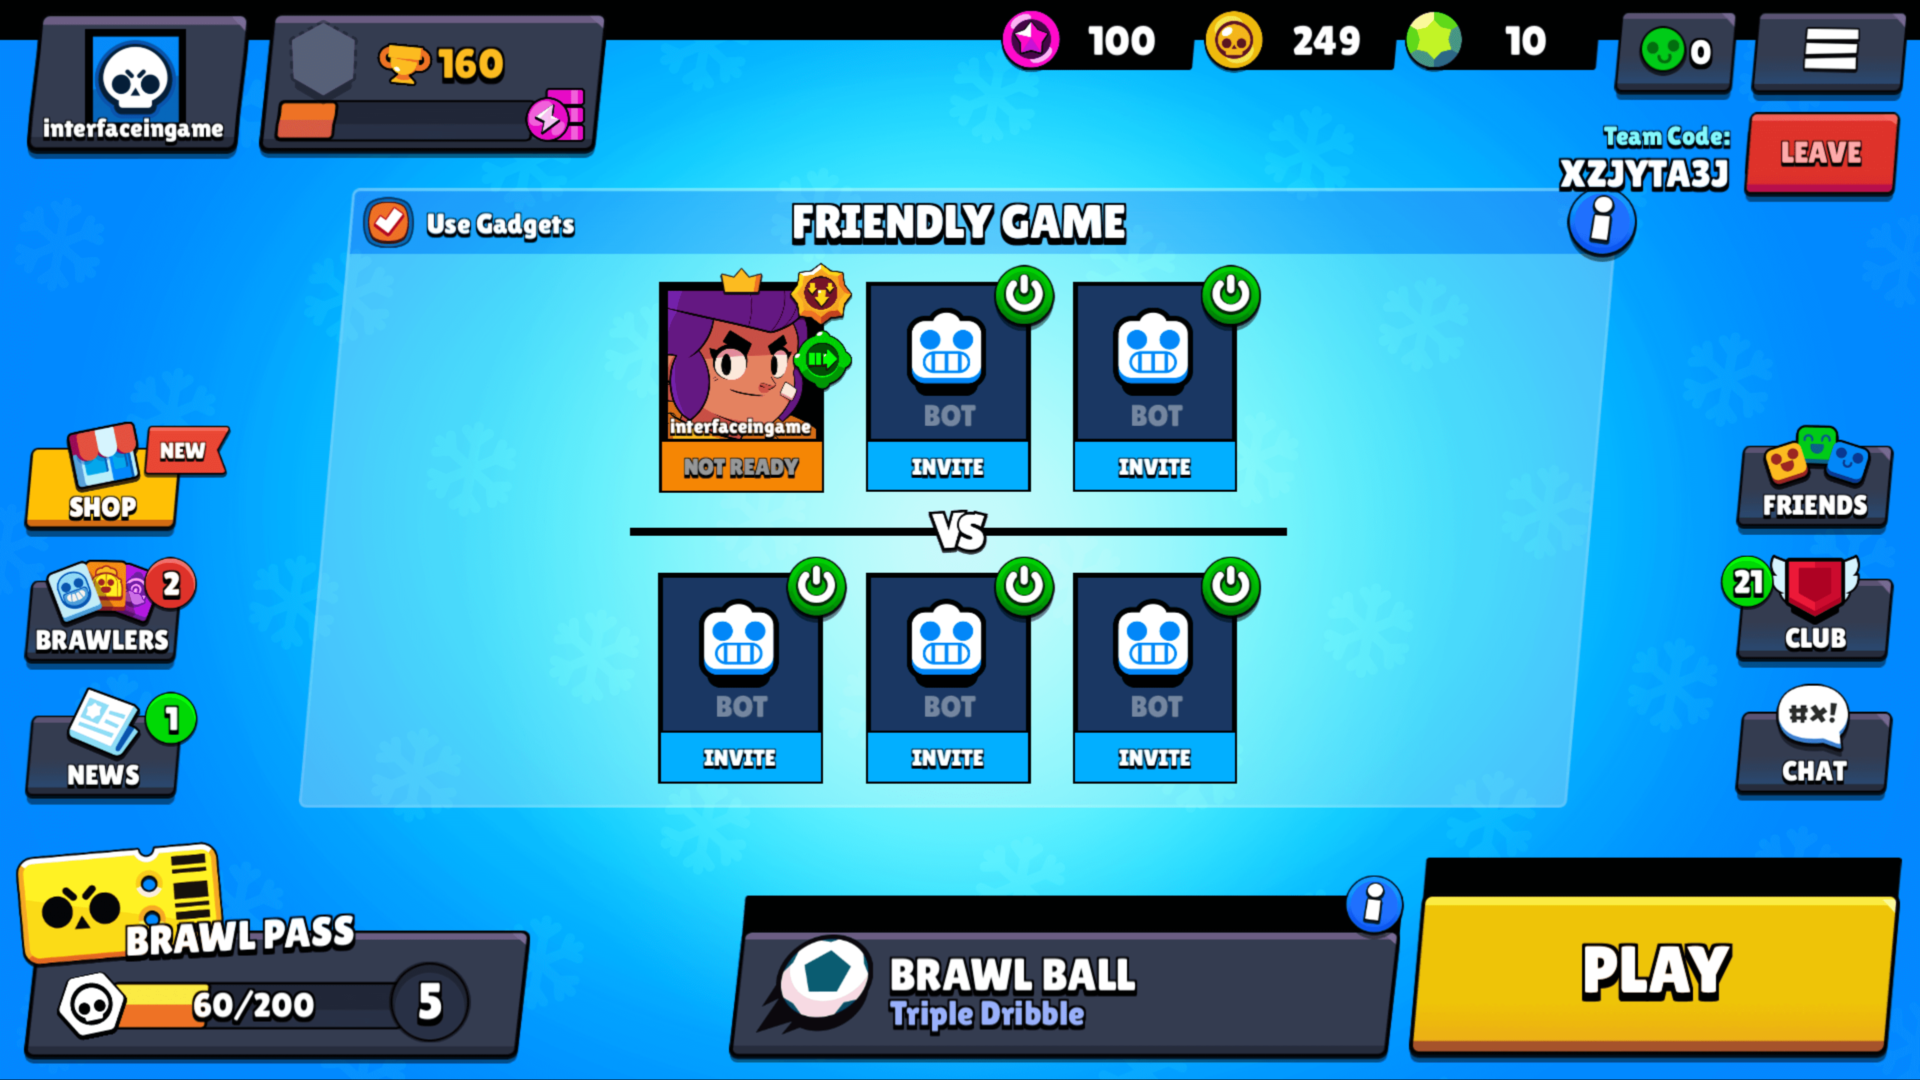 interfaceingame
160
100
249
10
0
Team Code:
XZJYTA3J
LEAVE
Use Gadgets
FRIENDLY GAME
interfaceingame
NOT READY
BOT
INVITE
BOT
INVITE
VS
BOT
INVITE
BOT
INVITE
BOT
INVITE
SHOP
NEW
BRAWLERS
2
NEWS
1
FRIENDS
21
CLUB
#x!
CHAT
BRAWL PASS
60/200
5
BRAWL BALL
Triple Dribble
PLAY